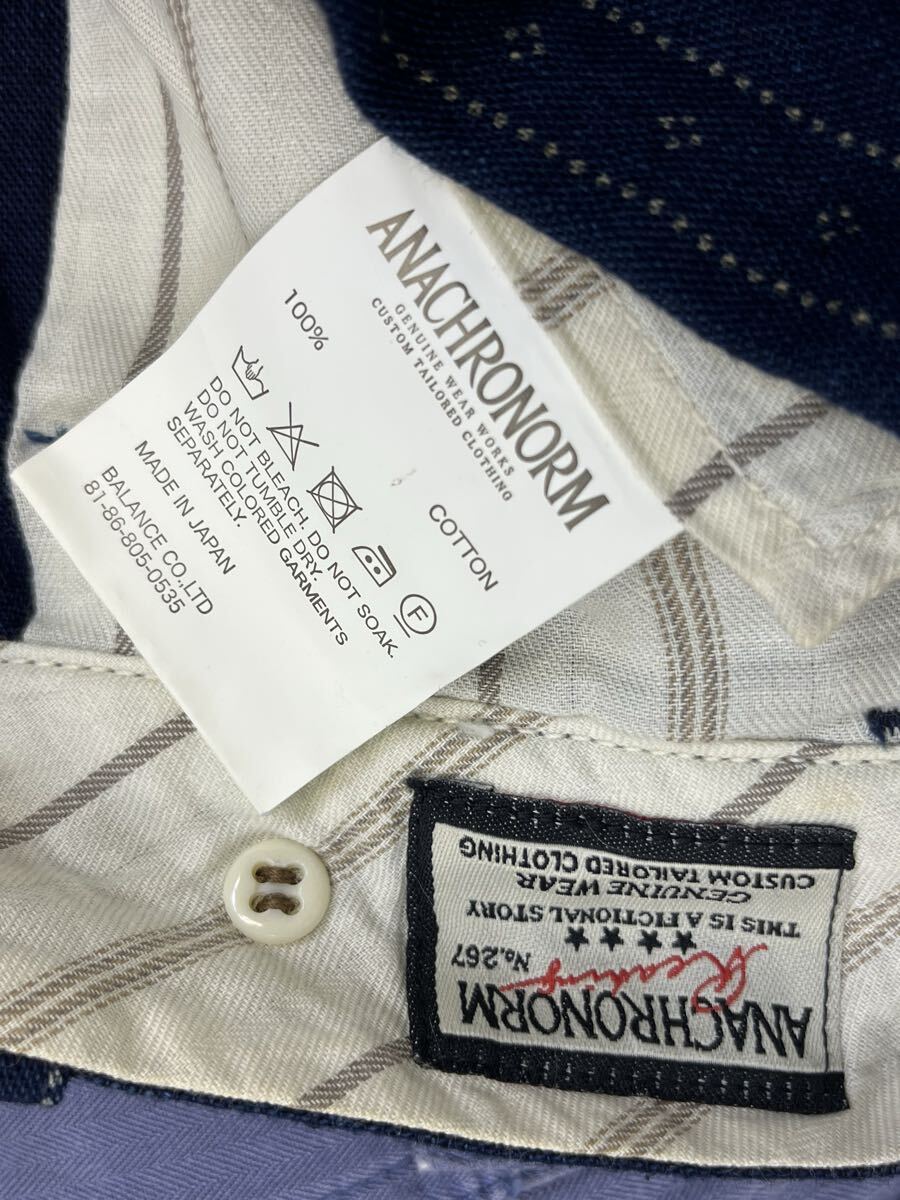 ANACHRONORM
GENUINE WEAR WORKS
CUSTOM TAILORED CLOTHING
100% COTTON
F
DO NOT BLEACH. DO NOT SOAK.
DO NOT TUMBLE DRY.
WASH COLORED GARMENTS
SEPARATELY.
MADE IN JAPAN
BALANCE CO.,LTD
81-86-805-0535
ANACHRONORM
Reading
No.267
★★★★
THIS IS A FICTIONAL STORY
GENUINE WEAR
CUSTOM TAILORED CLOTHING